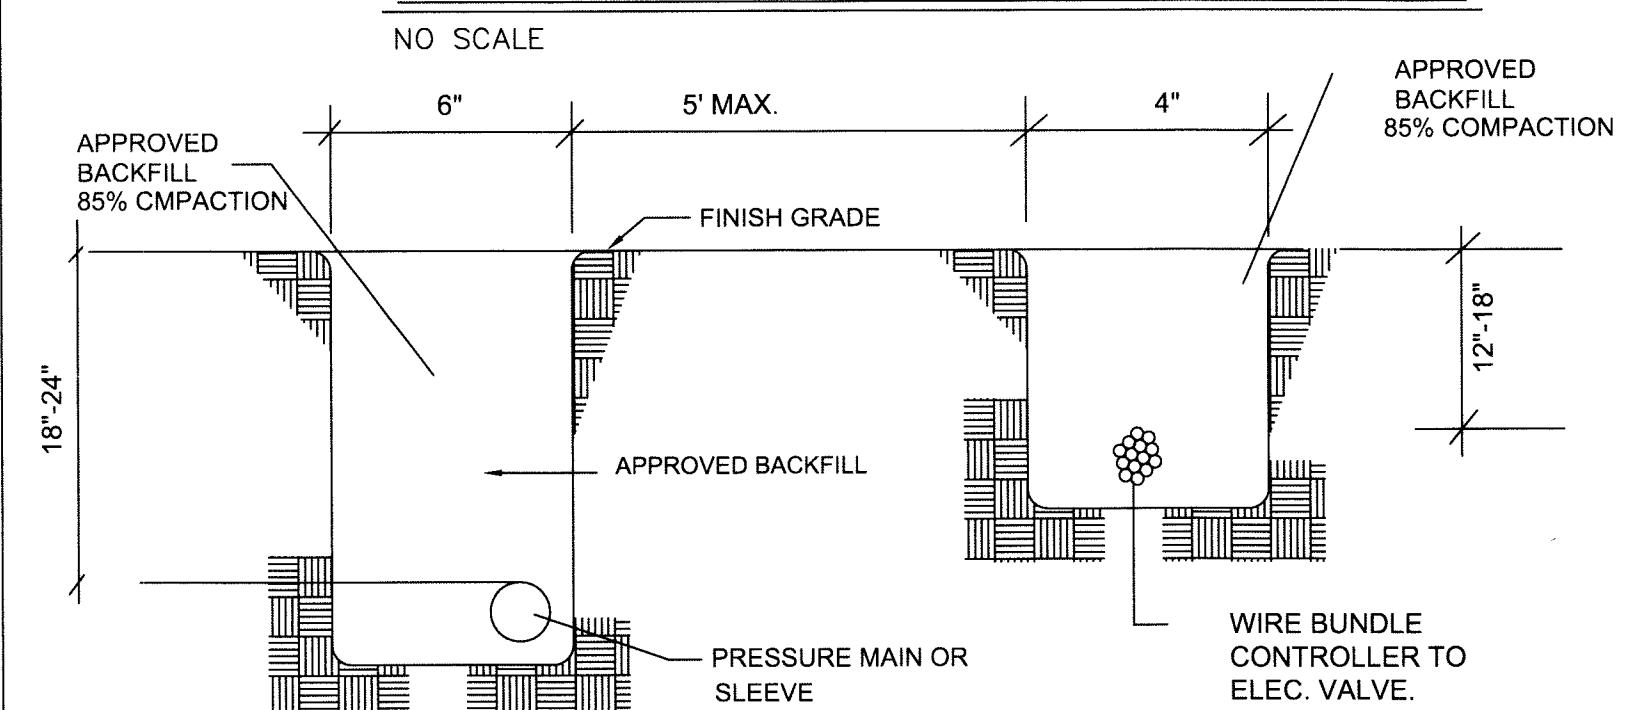 NO SCALE
6"
5' MAX.
4"
APPROVED
BACKFILL
85% COMPACTION
APPROVED
BACKFILL
85% CMPACTION
FINISH GRADE
18"-24"
12"-18"
APPROVED BACKFILL
PRESSURE MAIN OR
SLEEVE
WIRE BUNDLE
CONTROLLER TO
ELEC. VALVE.